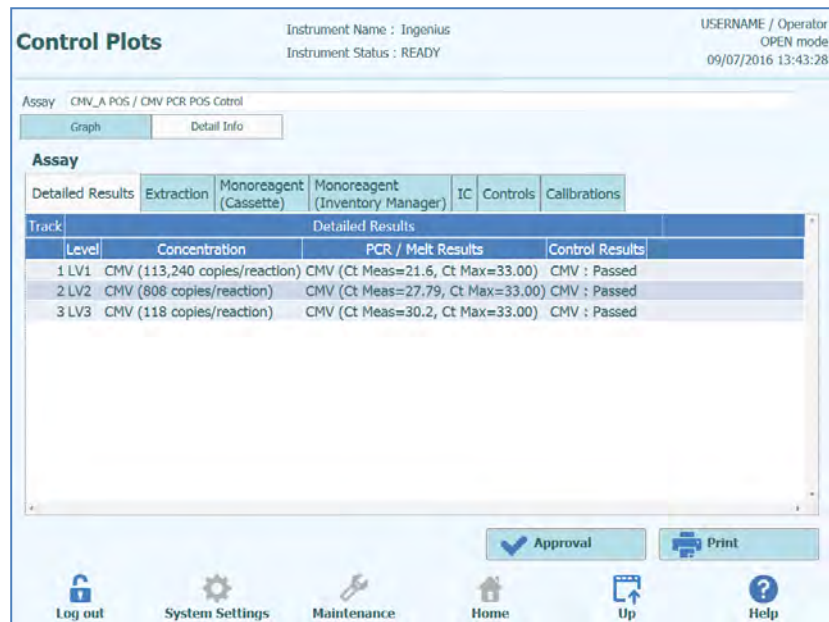 Control Plots
Instrument Name : Ingenius
Instrument Status : READY
USERNAME / Operator
OPEN mode
09/07/2016 13:43:28
Assay CMV_A POS / CMV PCR POS Cotrol
Graph Detail Info
Assay
Detailed Results Extraction Monoreagent (Cassette) Monoreagent (Inventory Manager) IC Controls Calibrations
Track Detailed Results
Level Concentration PCR / Melt Results Control Results
1 LV1 CMV (113,240 copies/reaction) CMV (Ct Meas=21.6, Ct Max=33.00) CMV : Passed
2 LV2 CMV (808 copies/reaction) CMV (Ct Meas=27.79, Ct Max=33.00) CMV : Passed
3 LV3 CMV (118 copies/reaction) CMV (Ct Meas=30.2, Ct Max=33.00) CMV : Passed
Approval Print
Log out System Settings Maintenance Home Up Help